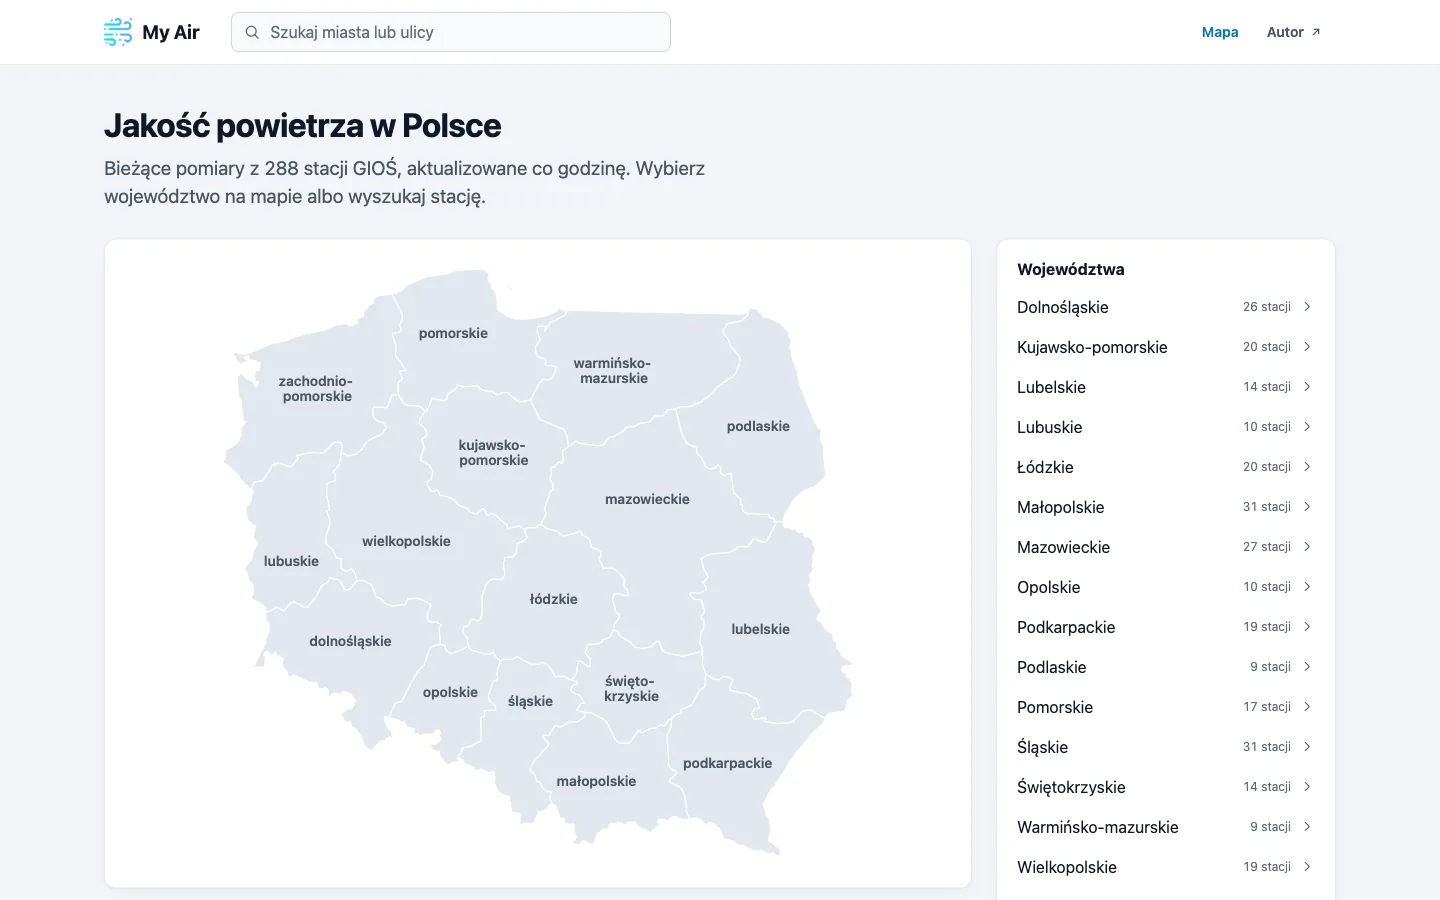 My Air
Szukaj miasta lub ulicy
Mapa
Autor ↗
Jakość powietrza w Polsce
Bieżące pomiary z 288 stacji GIOŚ, aktualizowane co godzinę. Wybierz
województwo na mapie albo wyszukaj stację.
pomorskie
warmińsko-
mazurskie
zachodnio-
pomorskie
podlaskie
kujawsko-
pomorskie
mazowieckie
wielkopolskie
lubuskie
łódzkie
lubelskie
dolnośląskie
opolskie
śląskie
święto-
krzyskie
podkarpackie
małopolskie
Województwa
Dolnośląskie 26 stacji
Kujawsko-pomorskie 20 stacji
Lubelskie 14 stacji
Lubuskie 10 stacji
Łódzkie 20 stacji
Małopolskie 31 stacji
Mazowieckie 27 stacji
Opolskie 10 stacji
Podkarpackie 19 stacji
Podlaskie 9 stacji
Pomorskie 17 stacji
Śląskie 31 stacji
Świętokrzyskie 14 stacji
Warmińsko-mazurskie 9 stacji
Wielkopolskie 19 stacji